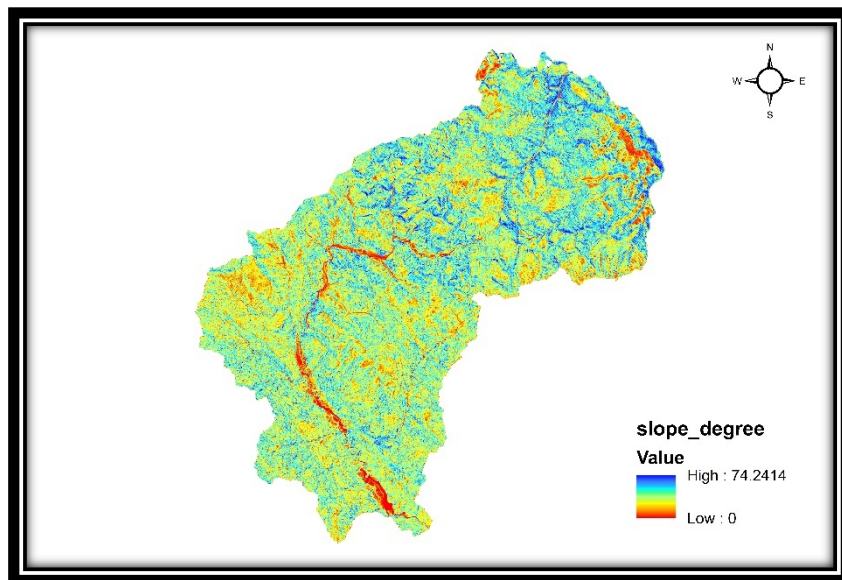 N
W E
S
slope_degree
Value
High : 74.2414
Low : 0